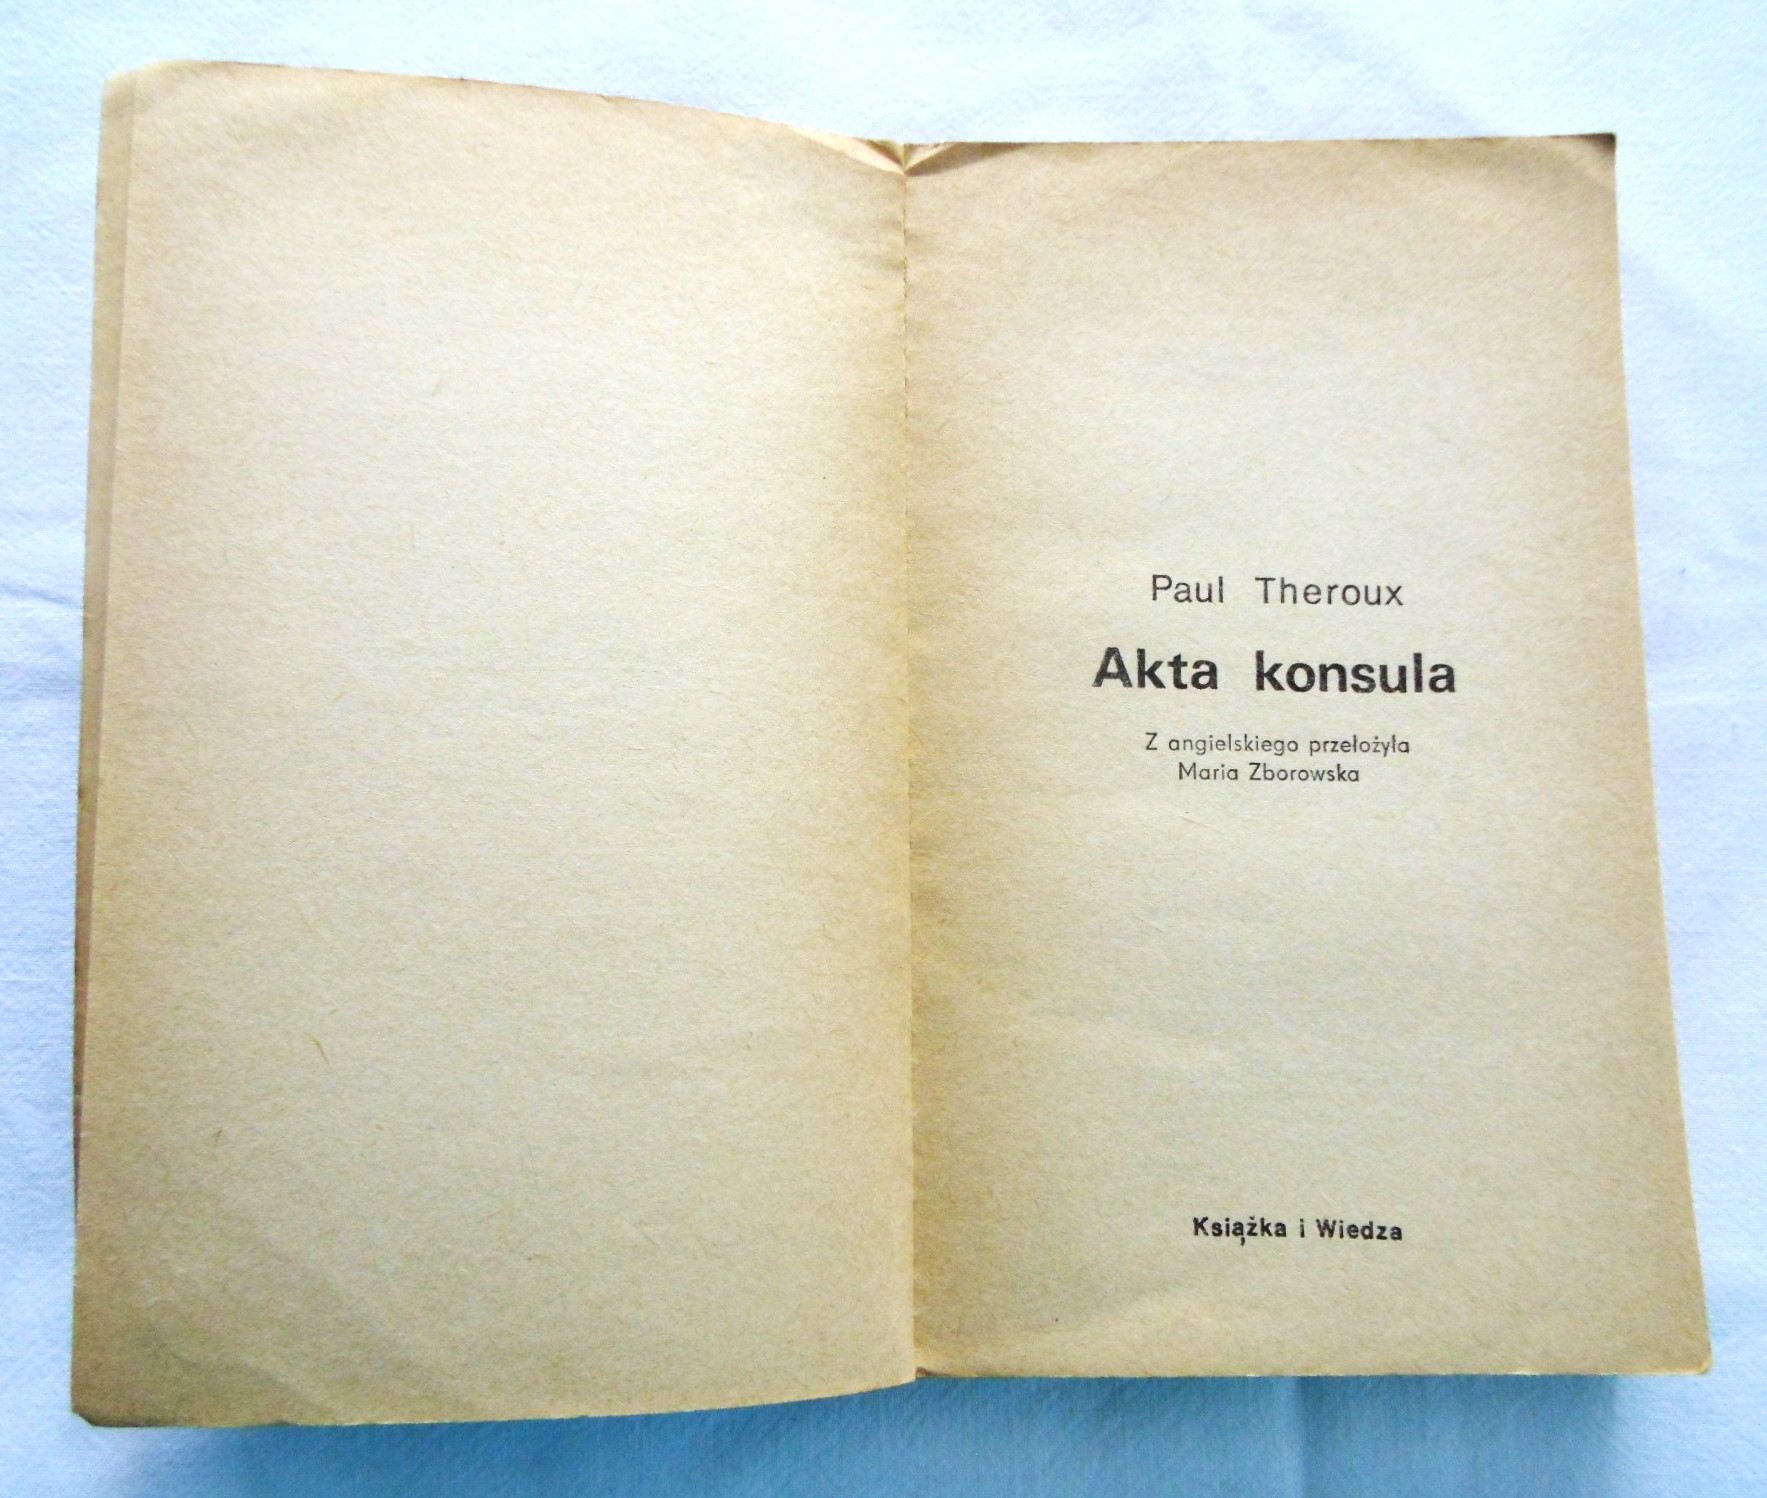 Paul Theroux
Akta konsula
Z angielskiego przełożyła
Maria Zborowska
Książka i Wiedza